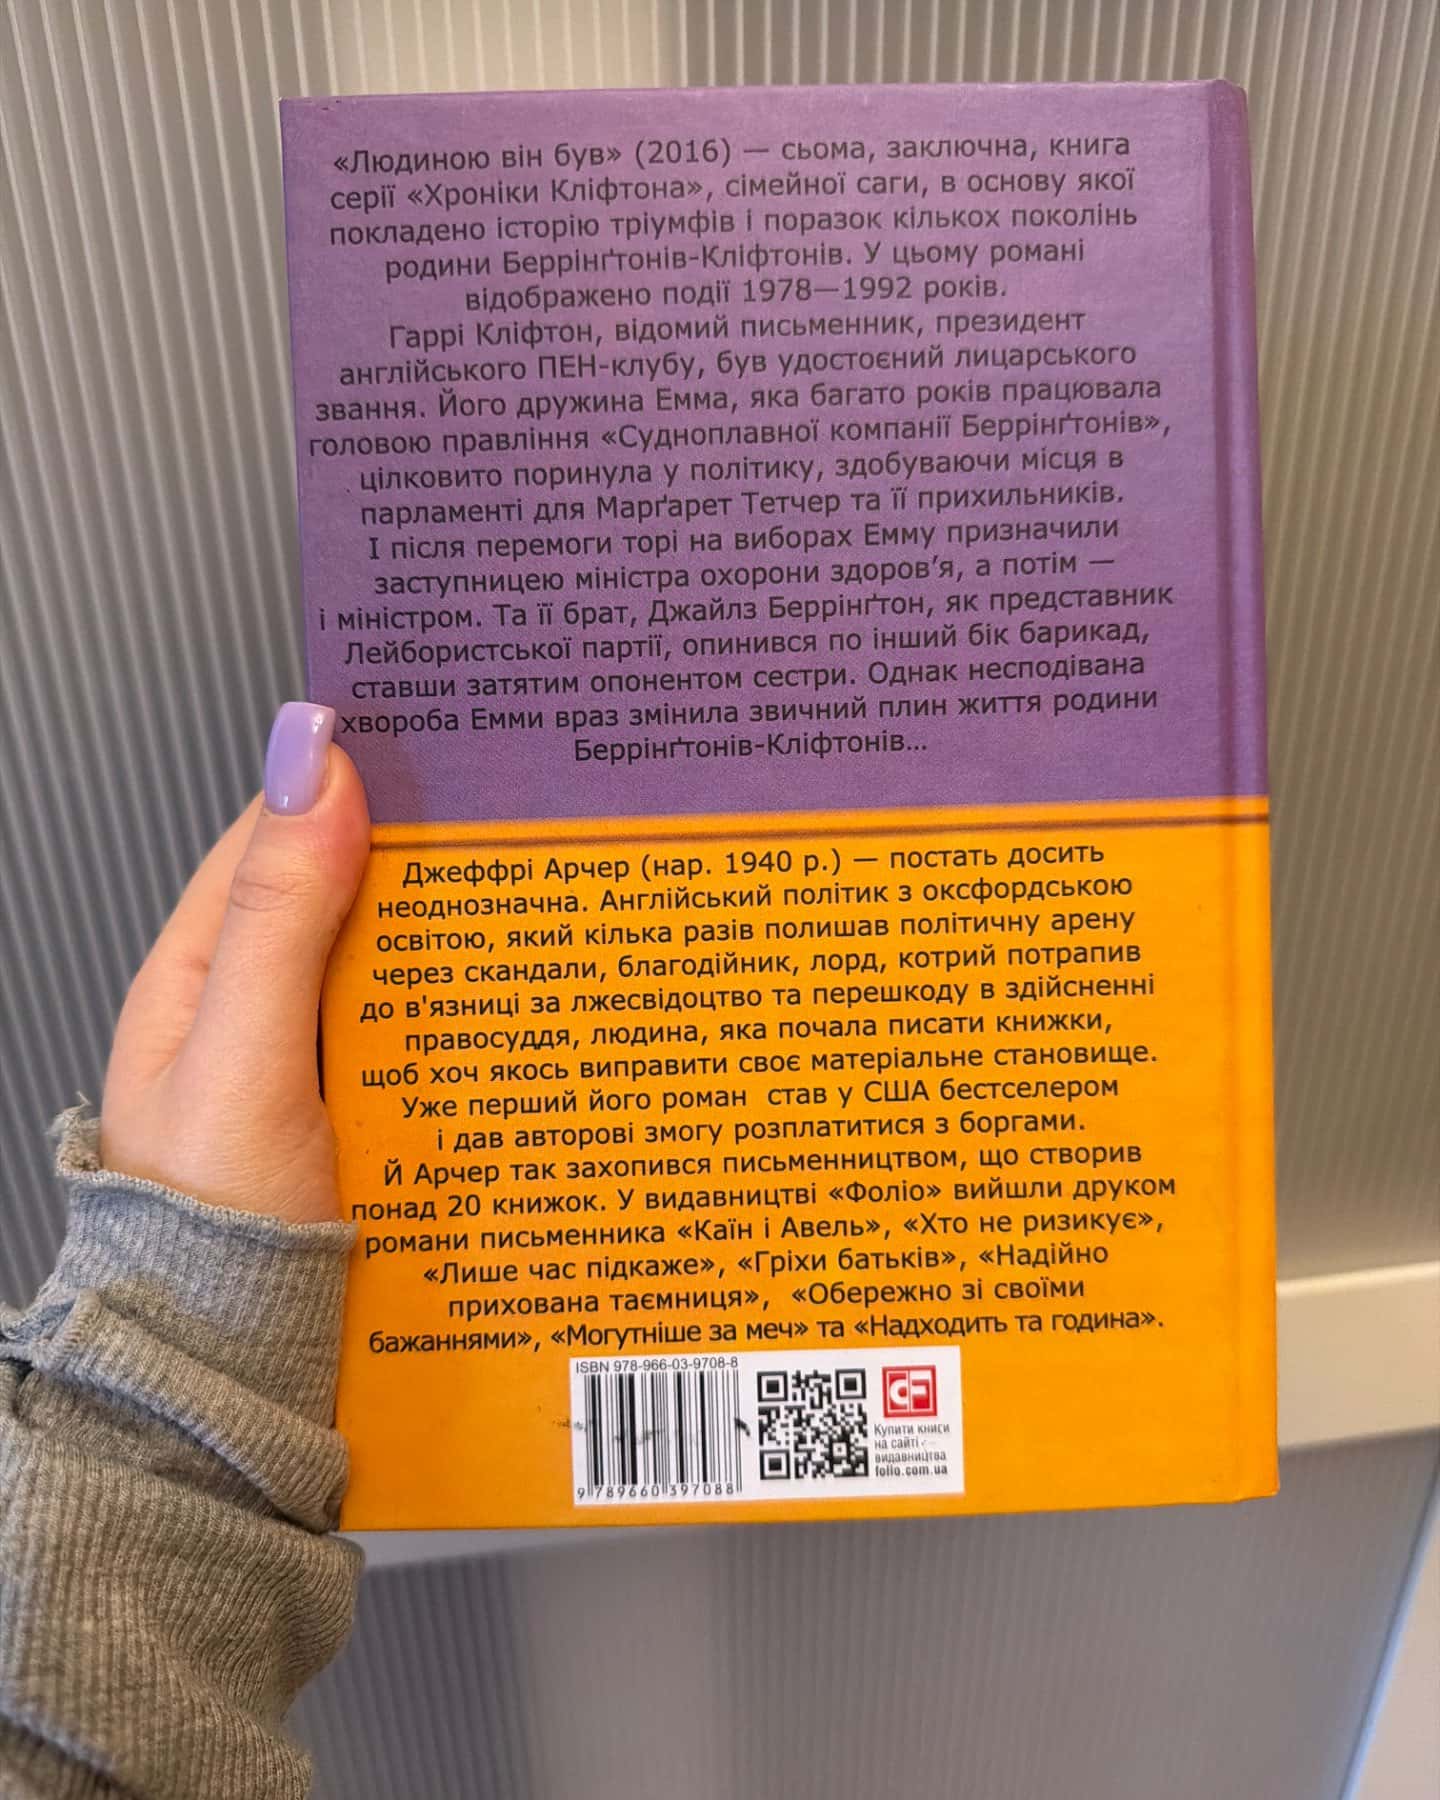 «Людиною він був» (2016) — сьома, заключна, книга
серії «Хроніки Кліфтона», сімейної саги, в основу якої
покладено історію тріумфів і поразок кількох поколінь
родини Беррінґтонів-Кліфтонів. У цьому романі
відображено події 1978—1992 років.
Гаррі Кліфтон, відомий письменник, президент
англійського ПЕН-клубу, був удостоєний лицарського
звання. Його дружина Емма, яка багато років працювала
головою правління «Судноплавної компанії Беррінґтонів»,
цілковито поринула у політику, здобуваючи місця в
парламенті для Марґарет Тетчер та її прихильників.
І після перемоги торі на виборах Емму призначили
заступницею міністра охорони здоров’я, а потім —
і міністром. Та її брат, Джайлз Беррінґтон, як представник
Лейбористської партії, опинився по інший бік барикад,
ставши затятим опонентом сестри. Однак несподівана
хвороба Емми враз змінила звичний плин життя родини
Беррінґтонів-Кліфтонів...
Джеффрі Арчер (нар. 1940 р.) — постать досить
неоднозначна. Англійський політик з оксфордською
освітою, який кілька разів полишав політичну арену
через скандали, благодійник, лорд, котрий потрапив
до в'язниці за лжесвідоцтво та перешкоду в здійсненні
правосуддя, людина, яка почала писати книжки,
щоб хоч якось виправити своє матеріальне становище.
Уже перший його роман став у США бестселером
і дав авторові змогу розплатитися з боргами.
Й Арчер так захопився письменництвом, що створив
понад 20 книжок. У видавництві «Фоліо» вийшли друком
романи письменника «Каїн і Авель», «Хто не ризикує»,
«Лише час підкаже», «Гріхи батьків», «Надійно
прихована таємниця», «Обережно зі своїми
бажаннями», «Могутніше за меч» та «Надходить та година».
ISBN 978-966-03-9708-8
9 789660 397088
Купити книги
на сайті
видавництва
folio.com.ua